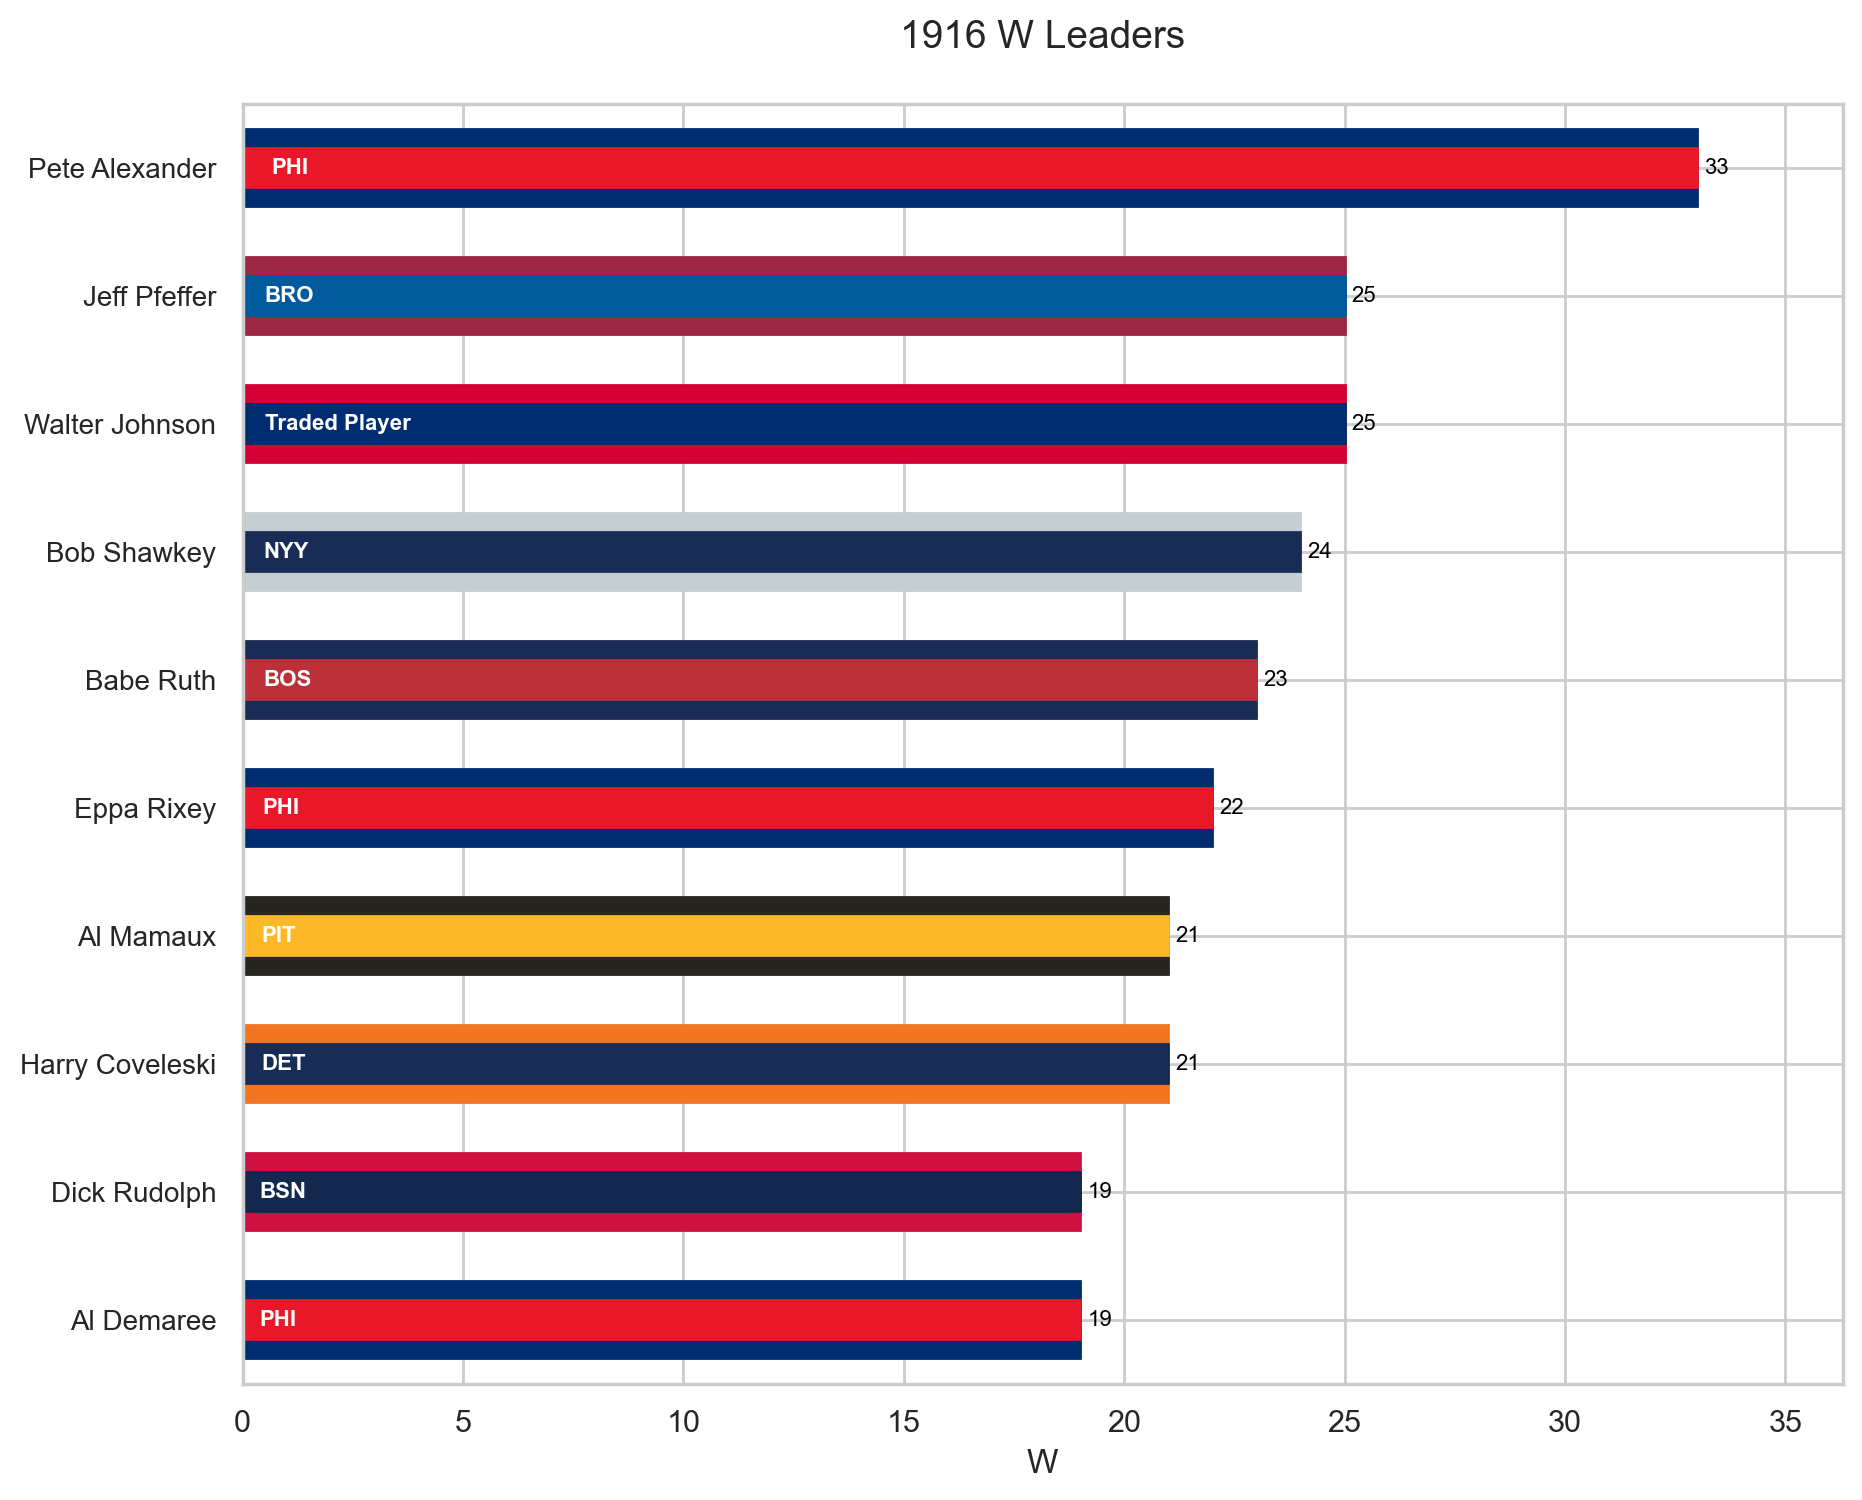 1916 W Leaders
Pete Alexander PHI 33
Jeff Pfeffer BRO 25
Walter Johnson Traded Player 25
Bob Shawkey NYY 24
Babe Ruth BOS 23
Eppa Rixey PHI 22
Al Mamaux PIT 21
Harry Coveleski DET 21
Dick Rudolph BSN 19
Al Demaree PHI 19
0 5 10 15 20 25 30 35
W